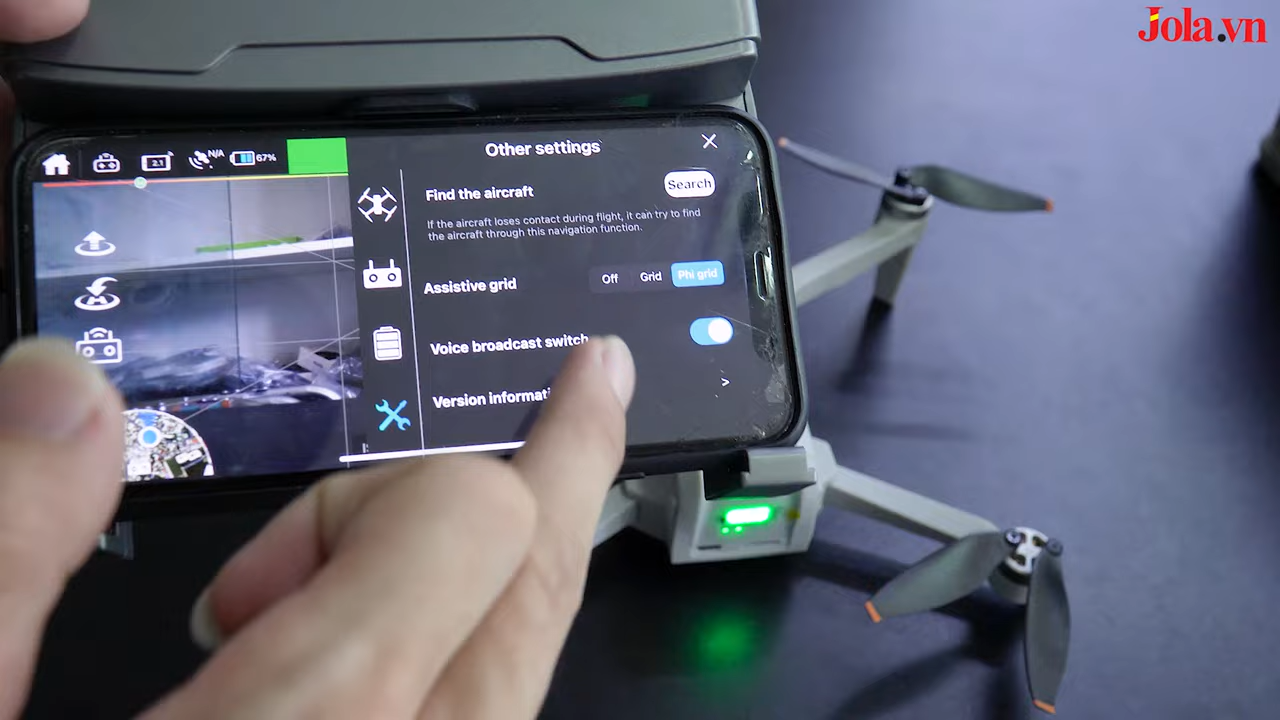 Jola.vn
N/A
2.1
67%
Other settings
Find the aircraft
Search
If the aircraft loses contact during flight, it can try to find
the aircraft through this navigation function.
Assistive grid
Off
Grid
Phi grid
Voice broadcast switch
Version informati
>